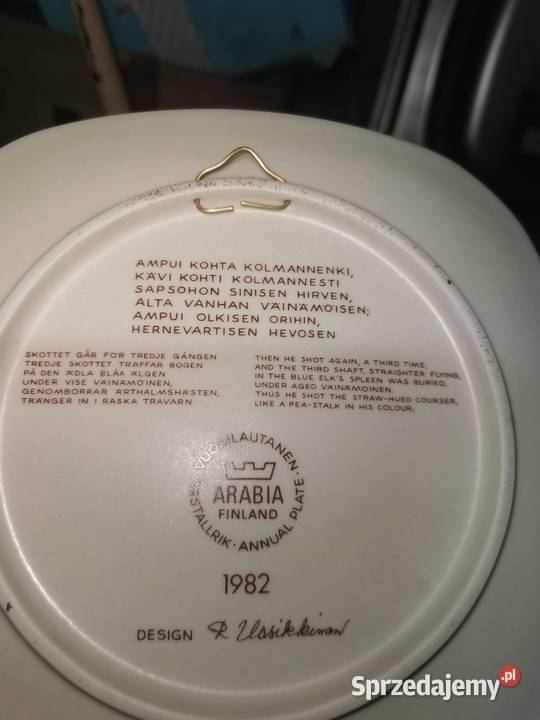 AMPUI KOHTA KOLMANNENKI,
KÄVI KOHTI KOLMANNESTI
SAPSOHON SINISEN HIRVEN,
ALTA VANHAN VÄINÄMÖISEN;
AMPUI OLKISEN ORIHIN,
HERNEVARTISEN HEVOSEN
SKOTTET GÅR FÖR TREDJE GÅNGEN
TREDJE SKOTTET TRÄFFAR BOGEN
PÅ DEN ÄDLA BLÅA ÄLGEN
UNDER VISE VÄINÄMÖINEN,
GENOMBORRAR ÄRTHALMSHÄSTEN,
TRÄNGER IN I RASKA TRAVARN
THEN HE SHOT AGAIN, A THIRD TIME,
AND THE THIRD SHAFT, STRAIGHTER FLYING,
IN THE BLUE ELK'S SPLEEN WAS BURIED,
UNDER AGED VÄINÄMÖINEN.
THUS HE SHOT THE STRAW-HUED COURSER,
LIKE A PEA-STALK IN HIS COLOUR;
VUOSILAUTANEN ·
ARABIA
FINLAND
STALLRIK · ANNUAL PLATE ·
1982
DESIGN R Uosikkinen
Sprzedajemy.pl